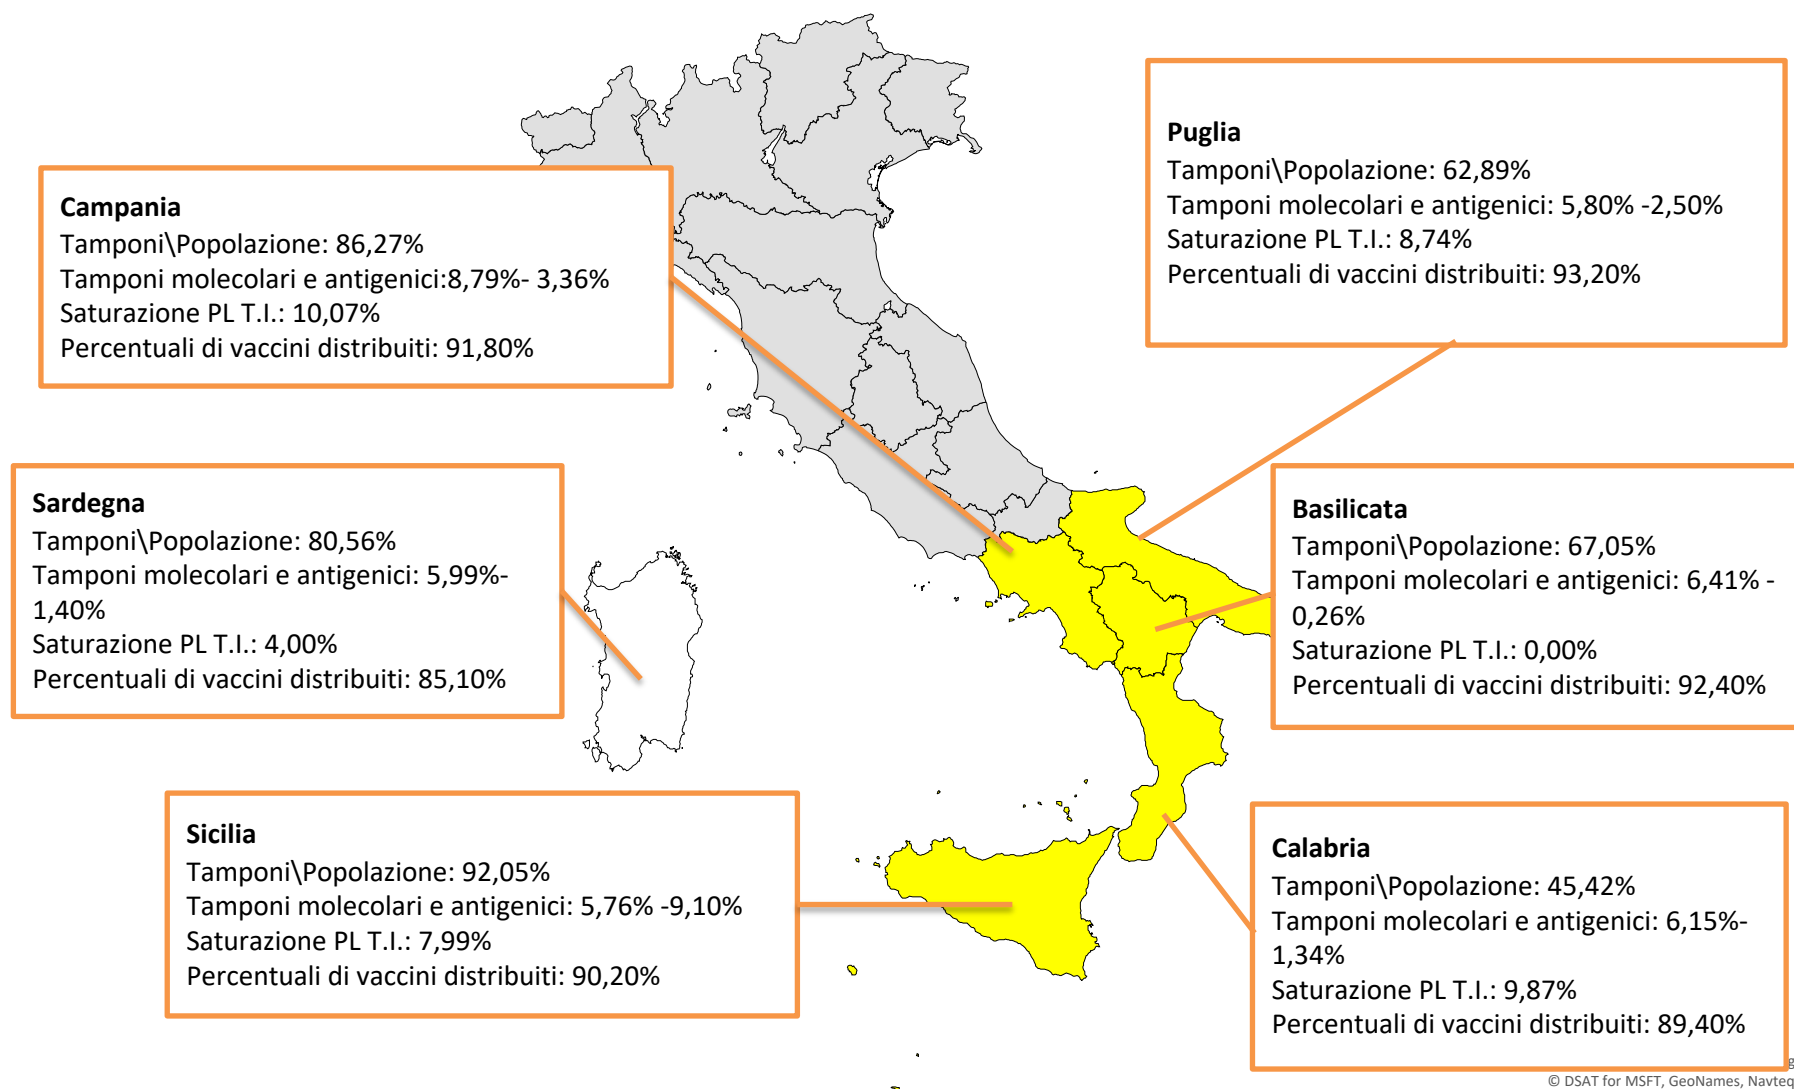 Campania
Tamponi\Popolazione: 86,27%
Tamponi molecolari e antigenici:8,79%- 3,36%
Saturazione PL T.I.: 10,07%
Percentuali di vaccini distribuiti: 91,80%
Puglia
Tamponi\Popolazione: 62,89%
Tamponi molecolari e antigenici: 5,80% -2,50%
Saturazione PL T.I.: 8,74%
Percentuali di vaccini distribuiti: 93,20%
Sardegna
Tamponi\Popolazione: 80,56%
Tamponi molecolari e antigenici: 5,99%-
1,40%
Saturazione PL T.I.: 4,00%
Percentuali di vaccini distribuiti: 85,10%
Basilicata
Tamponi\Popolazione: 67,05%
Tamponi molecolari e antigenici: 6,41% -
0,26%
Saturazione PL T.I.: 0,00%
Percentuali di vaccini distribuiti: 92,40%
Sicilia
Tamponi\Popolazione: 92,05%
Tamponi molecolari e antigenici: 5,76% -9,10%
Saturazione PL T.I.: 7,99%
Percentuali di vaccini distribuiti: 90,20%
Calabria
Tamponi\Popolazione: 45,42%
Tamponi molecolari e antigenici: 6,15%-
1,34%
Saturazione PL T.I.: 9,87%
Percentuali di vaccini distribuiti: 89,40%
© DSAT for MSFT, GeoNames, Navteq